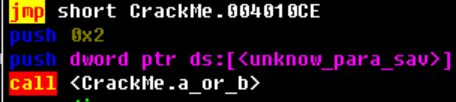 jmp short CrackMe.004010CE
push 0x2
push dword ptr ds:[<unknow_para_sav>]
call <CrackMe.a_or_b>